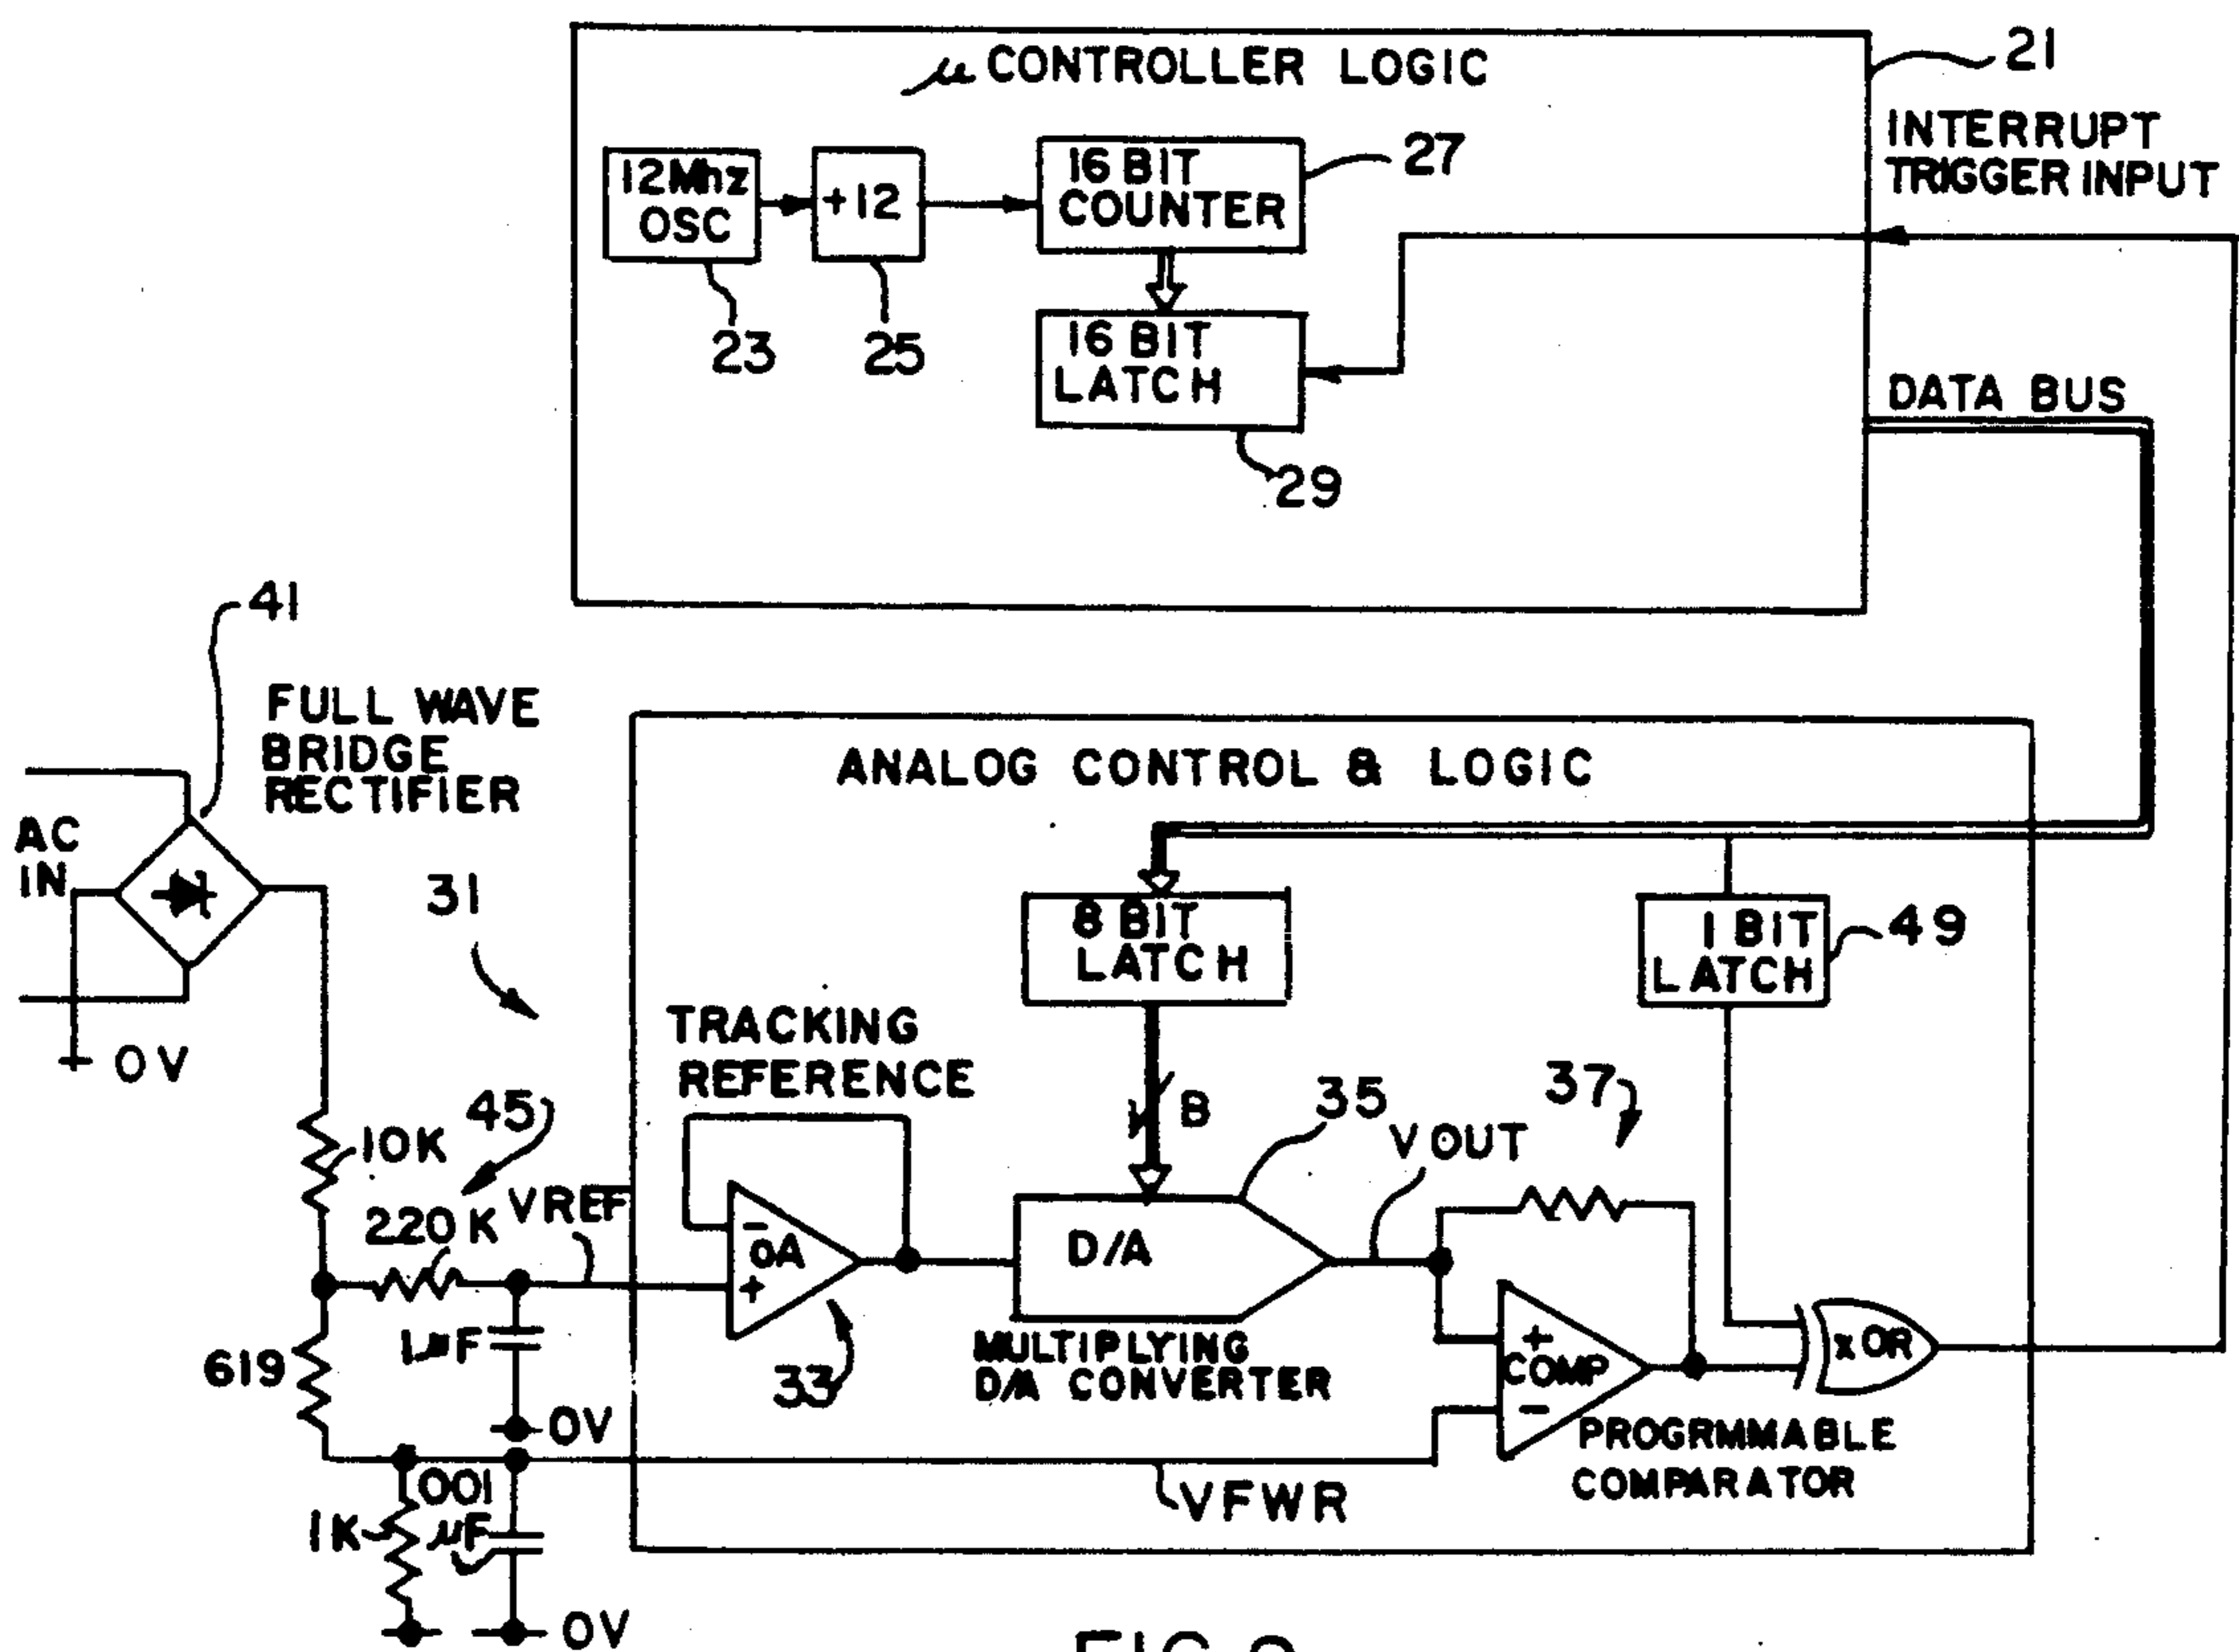 μ CONTROLLER LOGIC
21
INTERRUPT
TRIGGER INPUT
12Mhz
OSC
+12
16 BIT
COUNTER
27
23
25
16 BIT
LATCH
29
DATA BUS
41
FULL WAVE
BRIDGE
RECTIFIER
AC
IN
0V
31
ANALOG CONTROL & LOGIC
8 BIT
LATCH
1 BIT
LATCH
49
TRACKING
REFERENCE
45
10K
220K
VREF
B
35
VOUT
37
oA
-
+
D/A
MULTIPLYING
D/A CONVERTER
33
619
1μF
0V
+
COMP
-
xOR
PROGRMMABLE
COMPARATOR
VFWR
1K
.001
μF
0V